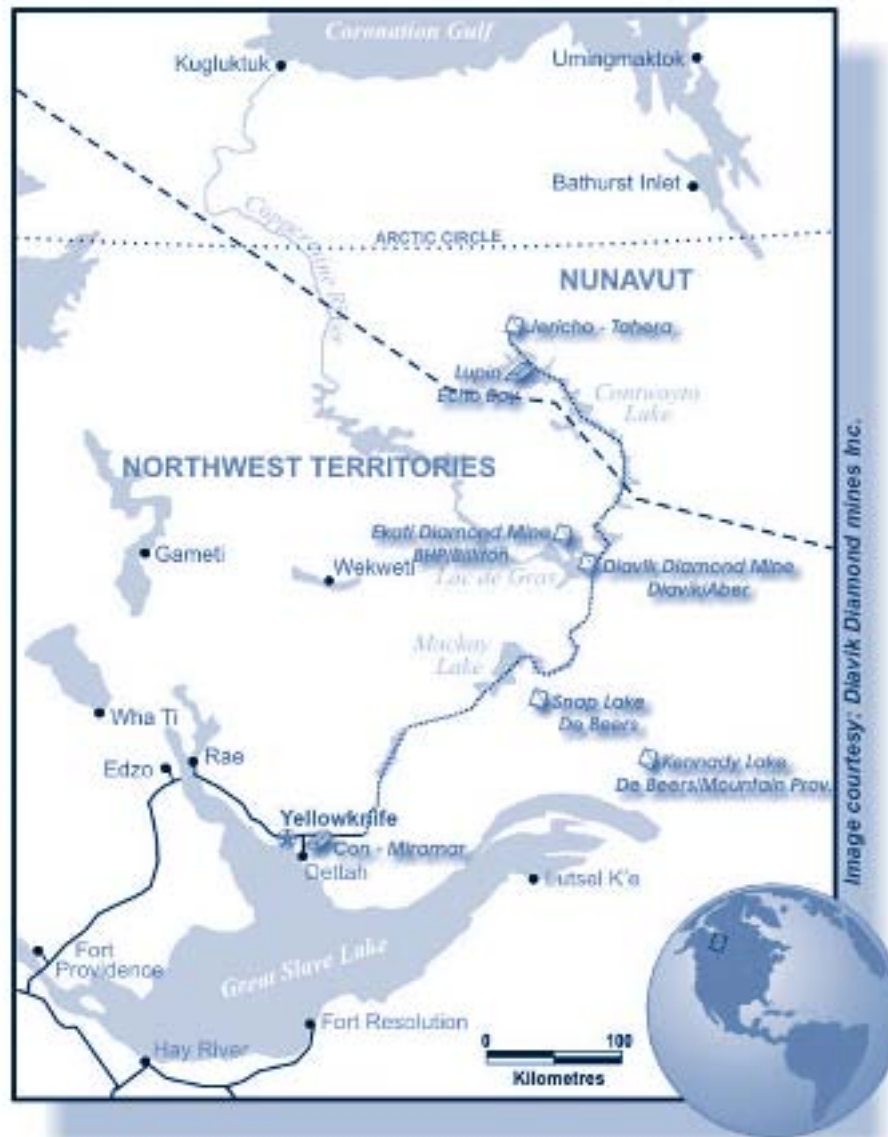 Coronation Gulf
Kugluktuk
Umingmaktok
Bathurst Inlet
Coppermine River
ARCTIC CIRCLE
NUNAVUT
Jericho - Tahera
Lupin
Echo Bay
Contwoyto
Lake
NORTHWEST TERRITORIES
Ekati Diamond Mine
BHP/Billiton
Gameti
Wekweti
Lac de Gras
Diavik Diamond Mine
Diavik/Aber
Mackay
Lake
Snap Lake
De Beers
Wha Ti
Rae
Edzo
Kennady Lake
De Beers/Mountain Prov.
Yellowknife
Con - Miramar
Dettah
Lutsel K'e
Fort
Providence
Great Slave Lake
Fort Resolution
Hay River
0 100
Kilometres
Image courtesy: Diavik Diamond mines Inc.